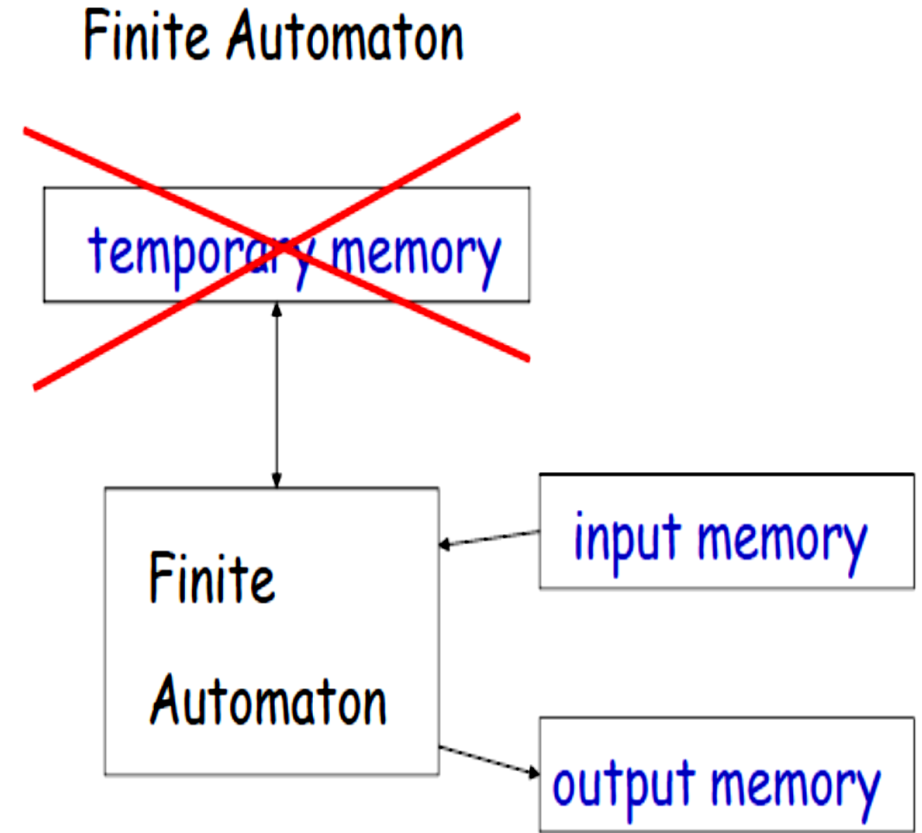 Finite Automaton
temporary memory
input memory
Finite
Automaton
output memory